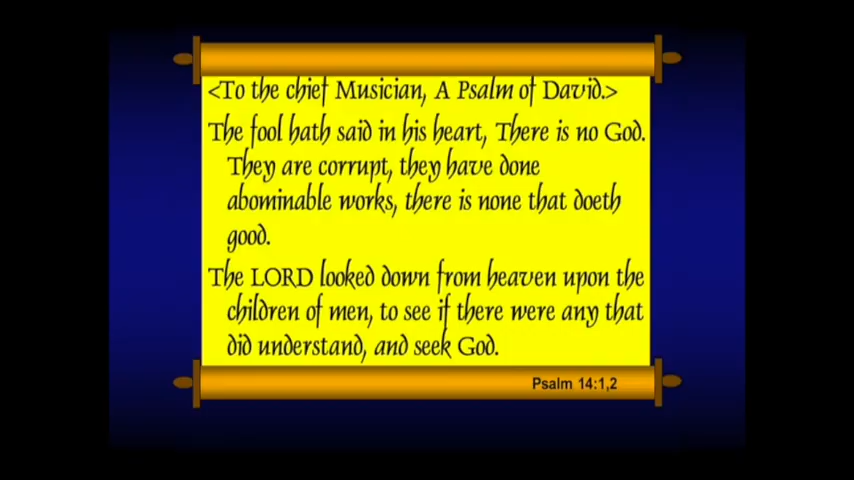 <To the chief Musician, A Psalm of David.>
The fool hath said in his heart, There is no God.
They are corrupt, they have done
abominable works, there is none that doeth
good.
The LORD looked down from heaven upon the
children of men, to see if there were any that
did understand, and seek God.
Psalm 14:1,2